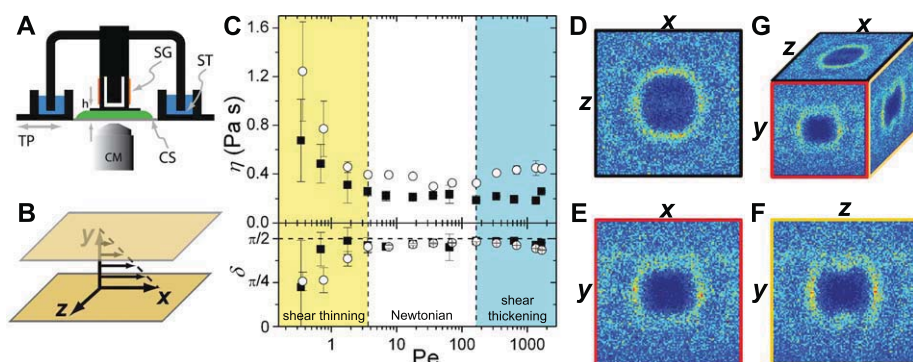 A
SG
ST
h
TP
CM
CS
B
y
x
z
C
η (Pa s)
1.6
1.2
0.8
0.4
0.0
π/2
δ
π/4
0
shear thinning
Newtonian
shear
thickening
1
10
100
1000
Pe
D
x
z
G
x
z
y
E
x
y
F
z
y